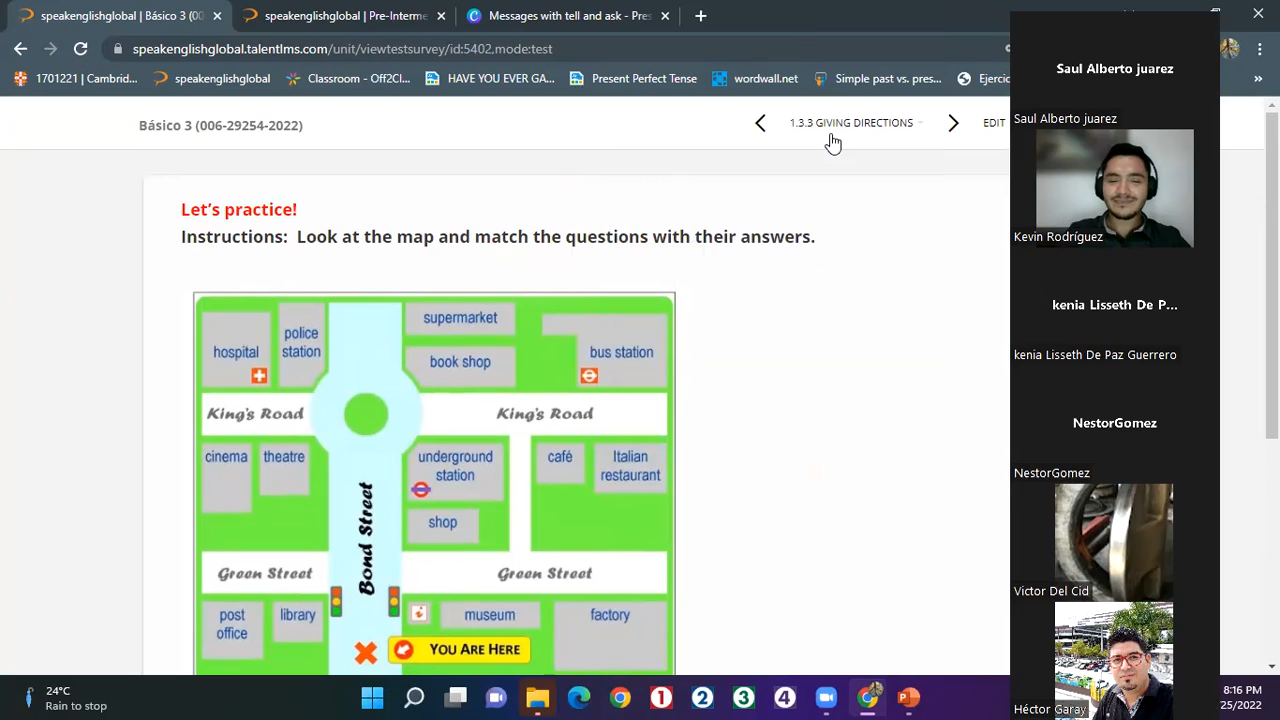 speakenglishglobal | Básico 3 (00
speakenglishglobal | Pre-Interme
Messages with tell and ask - Pres
speakenglishglobal.talentlms.com/unit/viewtestsurvey/id:5402,mode:test
1701221 | Cambrid...
speakenglishglobal
Classroom - Off2Cl...
HAVE YOU EVER GA...
Present Perfect Tense
wordwall.net
Simple past vs. pres...
Ejercic
Básico 3 (006-29254-2022)
1.3.3 GIVING DIRECTIONS
EDIT
Let's practice!
Instructions: Look at the map and match the questions with their answers.
hospital
police
station
supermarket
book shop
bus station
King's Road
King's Road
cinema
theatre
underground
station
café
Italian
restaurant
shop
Bond Street
Green Street
Green Street
post
office
library
museum
factory
YOU ARE HERE
Saul Alberto juarez
Saul Alberto juarez
Kevin Rodríguez
kenia Lisseth De P...
kenia Lisseth De Paz Guerrero
NestorGomez
NestorGomez
Victor Del Cid
Héctor Garay
24°C
Rain to stop
1
2
3
4
8:16 PM
25/2022